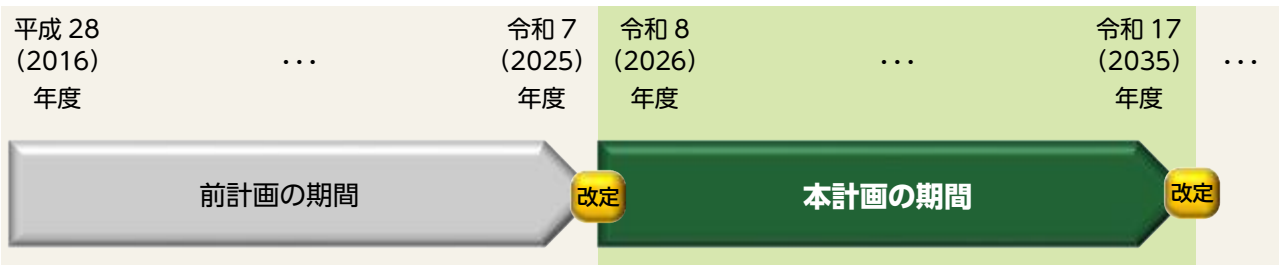 平成 28
(2016)
年度
・・・
令和 7
(2025)
年度
令和 8
(2026)
年度
・・・
令和 17
(2035)
年度
・・・
前計画の期間
改定
本計画の期間
改定